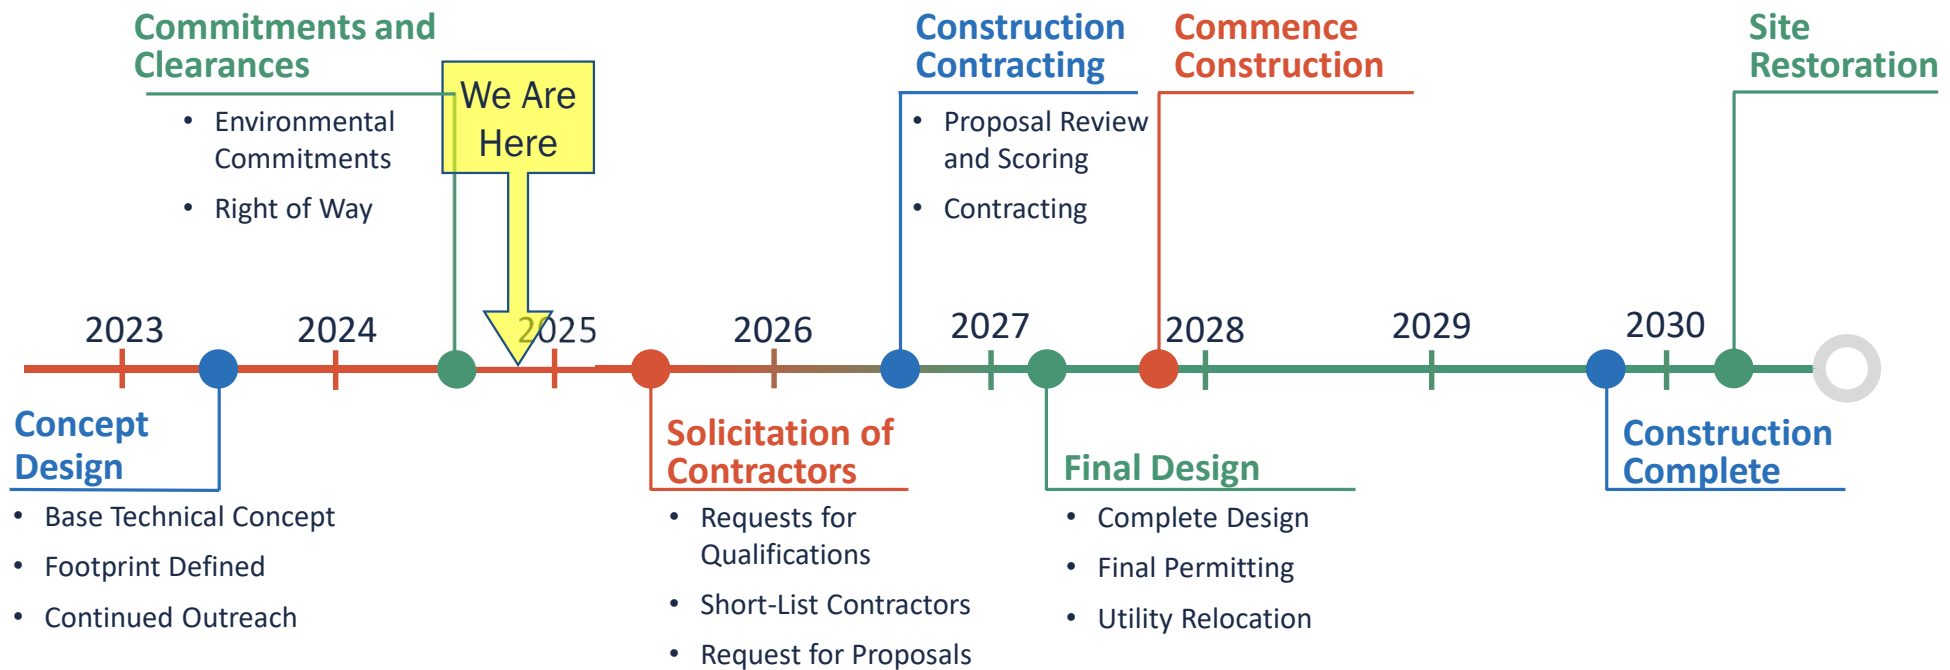 Commitments and
Clearances
• Environmental
Commitments
• Right of Way
We Are
Here
Construction
Contracting
• Proposal Review
and Scoring
• Contracting
Commence
Construction
Site
Restoration
2023
2024
2025
2026
2027
2028
2029
2030
Concept
Design
• Base Technical Concept
• Footprint Defined
• Continued Outreach
Solicitation of
Contractors
• Requests for
Qualifications
• Short-List Contractors
• Request for Proposals
Final Design
• Complete Design
• Final Permitting
• Utility Relocation
Construction
Complete